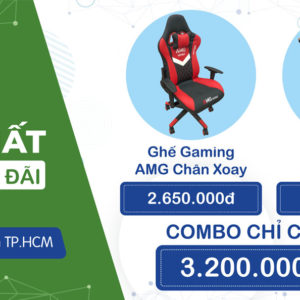 ẤT
ĐÃI
TP.HCM
Ghế Gaming
AMG Chân Xoay
2.650.000đ
COMBO CHỈ C
3.200.000